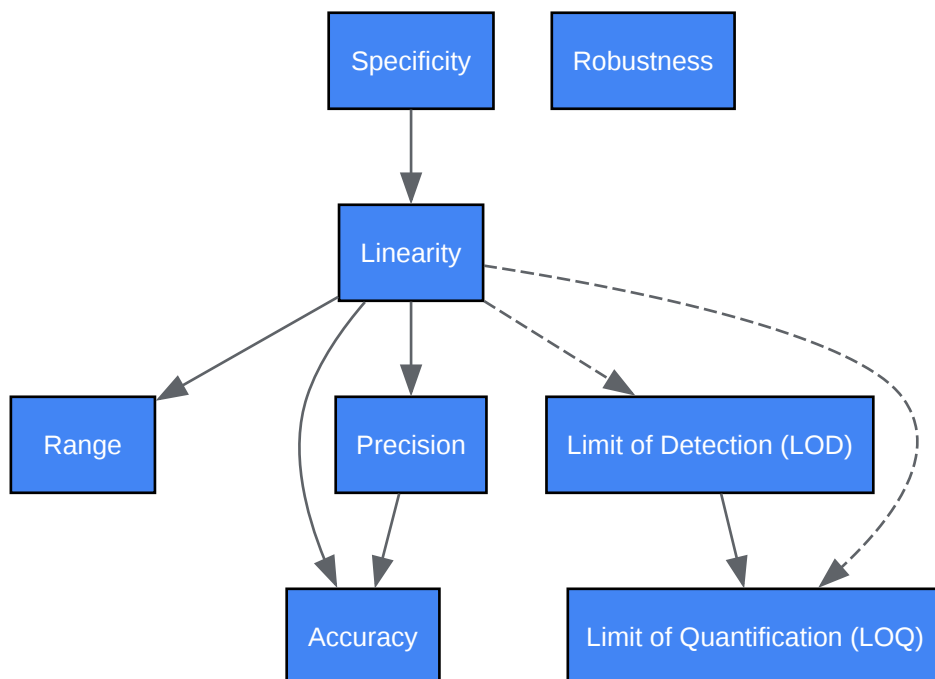 Specificity
Robustness
Linearity
Range
Precision
Limit of Detection (LOD)
Accuracy
Limit of Quantification (LOQ)